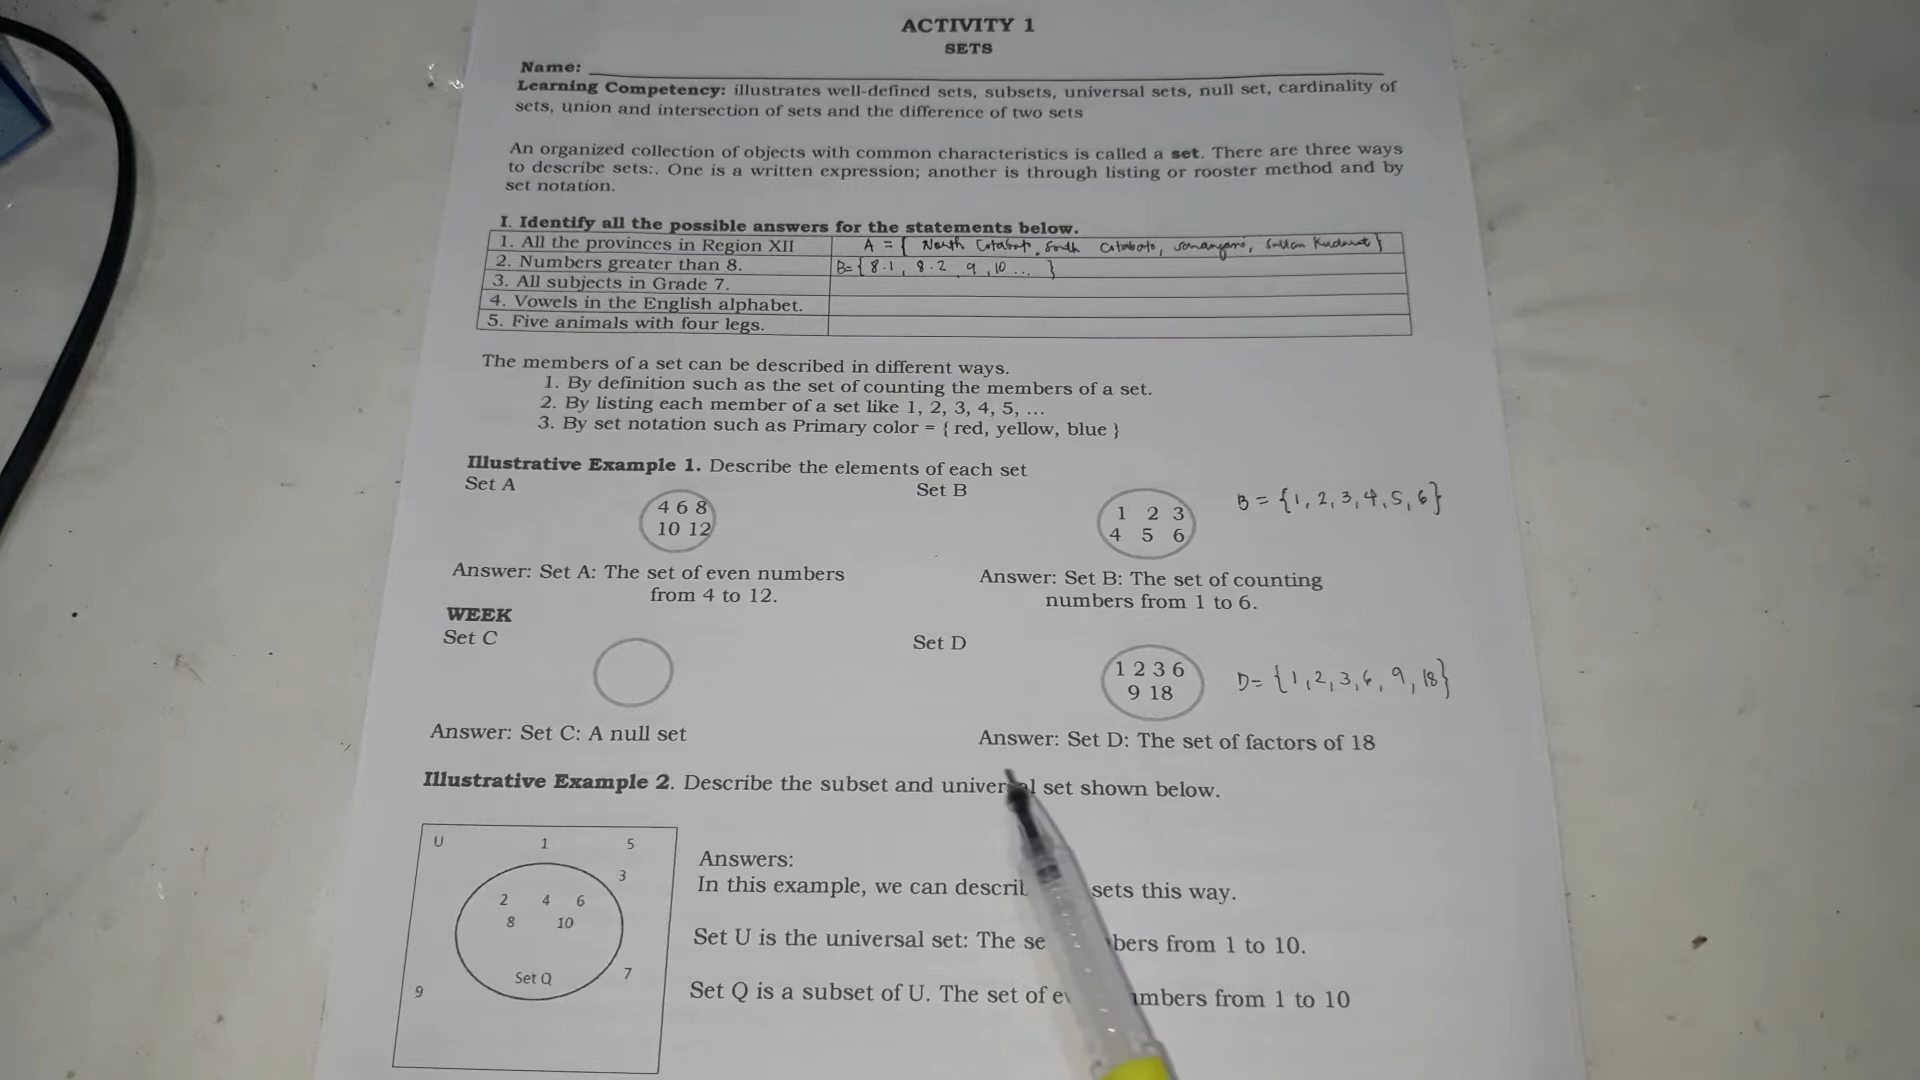 ACTIVITY 1
SETS
Name:
Learning Competency: illustrates well-defined sets, subsets, universal sets, null set, cardinality of
sets, union and intersection of sets and the difference of two sets
An organized collection of objects with common characteristics is called a set. There are three ways
to describe sets:. One is a written expression; another is through listing or rooster method and by
set notation.
I. Identify all the possible answers for the statements below.
1. All the provinces in Region XII A = { North Cotabato, South Cotabato, Sarangani, Sultan Kudarat }
2. Numbers greater than 8. B = { 8.1, 8.2 9, 10 ... }
3. All subjects in Grade 7.
4. Vowels in the English alphabet.
5. Five animals with four legs.
The members of a set can be described in different ways.
1. By definition such as the set of counting the members of a set.
2. By listing each member of a set like 1, 2, 3, 4, 5, ...
3. By set notation such as Primary color = { red, yellow, blue }
Illustrative Example 1. Describe the elements of each set
Set A
4 6 8
10 12
Set B
1 2 3
4 5 6
B = {1, 2, 3, 4, 5, 6}
Answer: Set A: The set of even numbers
from 4 to 12.
Answer: Set B: The set of counting
numbers from 1 to 6.
WEEK
Set C
Set D
1 2 3 6
9 18
D = {1, 2, 3, 6, 9, 18}
Answer: Set C: A null set
Answer: Set D: The set of factors of 18
Illustrative Example 2. Describe the subset and univer l set shown below.
U 1 5
3
2 4 6
8 10
Set Q
7
9
Answers:
In this example, we can describ sets this way.
Set U is the universal set: The se bers from 1 to 10.
Set Q is a subset of U. The set of ev umbers from 1 to 10